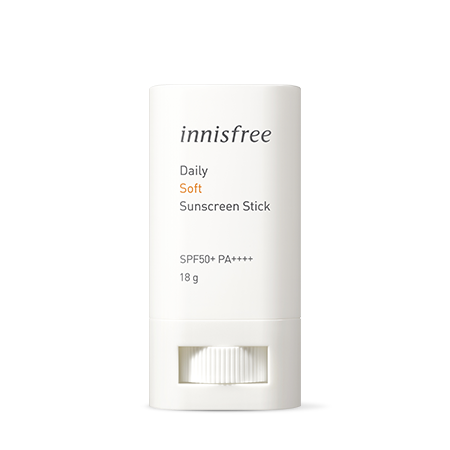 innisfree
Daily
Soft
Sunscreen Stick
SPF50+ PA++++
18 g